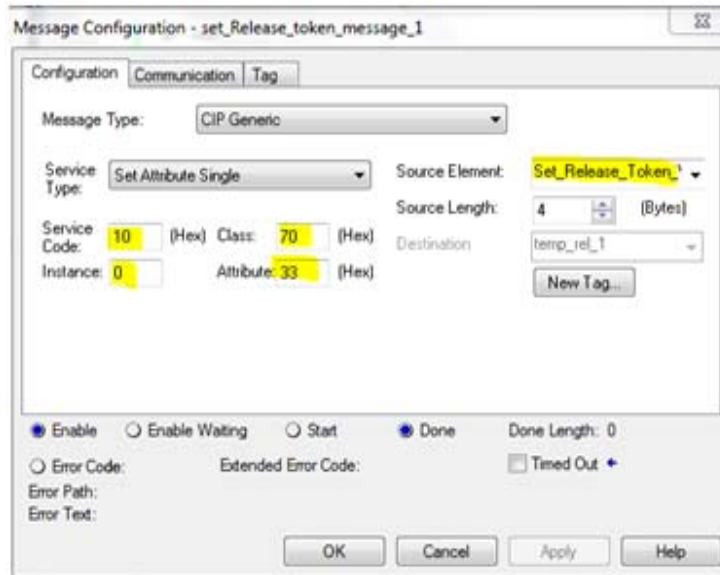 Message Configuration - set_Release_token_message_1
Configuration Communication Tag
Message Type: CIP Generic
Service Type: Set Attribute Single Source Element: Set_Release_Token_
Source Length: 4 (Bytes)
Service Code: 10 (Hex) Class: 70 (Hex) Destination temp_rel_1
Instance: 0 Attribute: 33 (Hex) New Tag...
Enable Enable Waiting Start Done Done Length: 0
Error Code: Extended Error Code: Timed Out
Error Path:
Error Text:
OK Cancel Apply Help